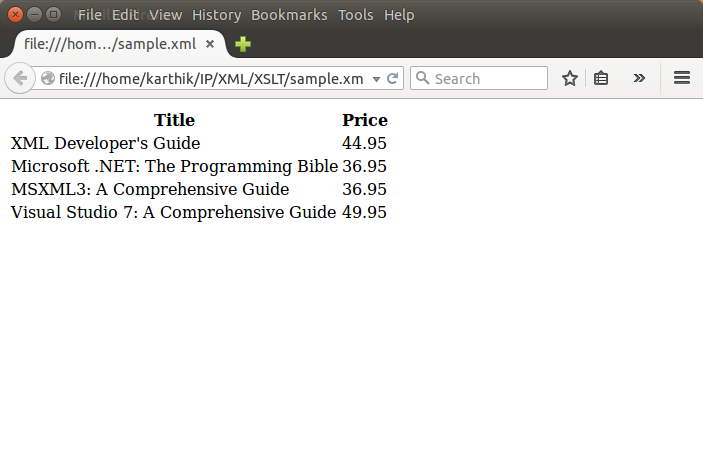 File Edit View History Bookmarks Tools Help
file:///hom…/sample.xml
file:///home/karthik/IP/XML/XSLT/sample.xm
Search
Title Price
XML Developer's Guide 44.95
Microsoft .NET: The Programming Bible 36.95
MSXML3: A Comprehensive Guide 36.95
Visual Studio 7: A Comprehensive Guide 49.95